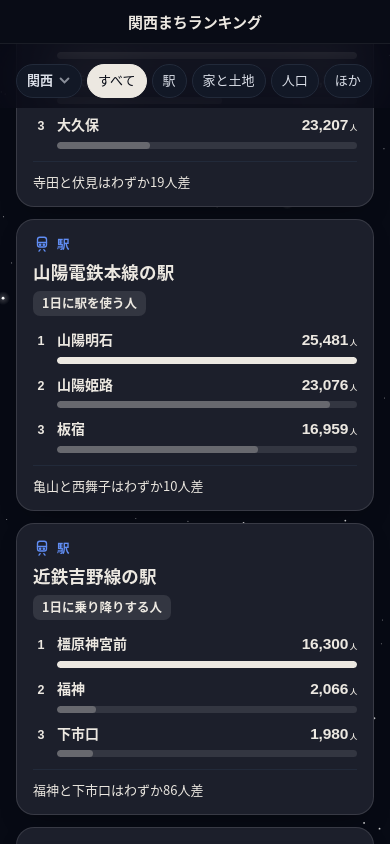 関西まちランキング
関西 すべて 駅 家と土地 人口 ほか
3 大久保 23,207人
寺田と伏見はわずか19人差
駅
山陽電鉄本線の駅
1日に駅を使う人
1 山陽明石 25,481人
2 山陽姫路 23,076人
3 板宿 16,959人
亀山と西舞子はわずか10人差
駅
近鉄吉野線の駅
1日に乗り降りする人
1 橿原神宮前 16,300人
2 福神 2,066人
3 下市口 1,980人
福神と下市口はわずか86人差